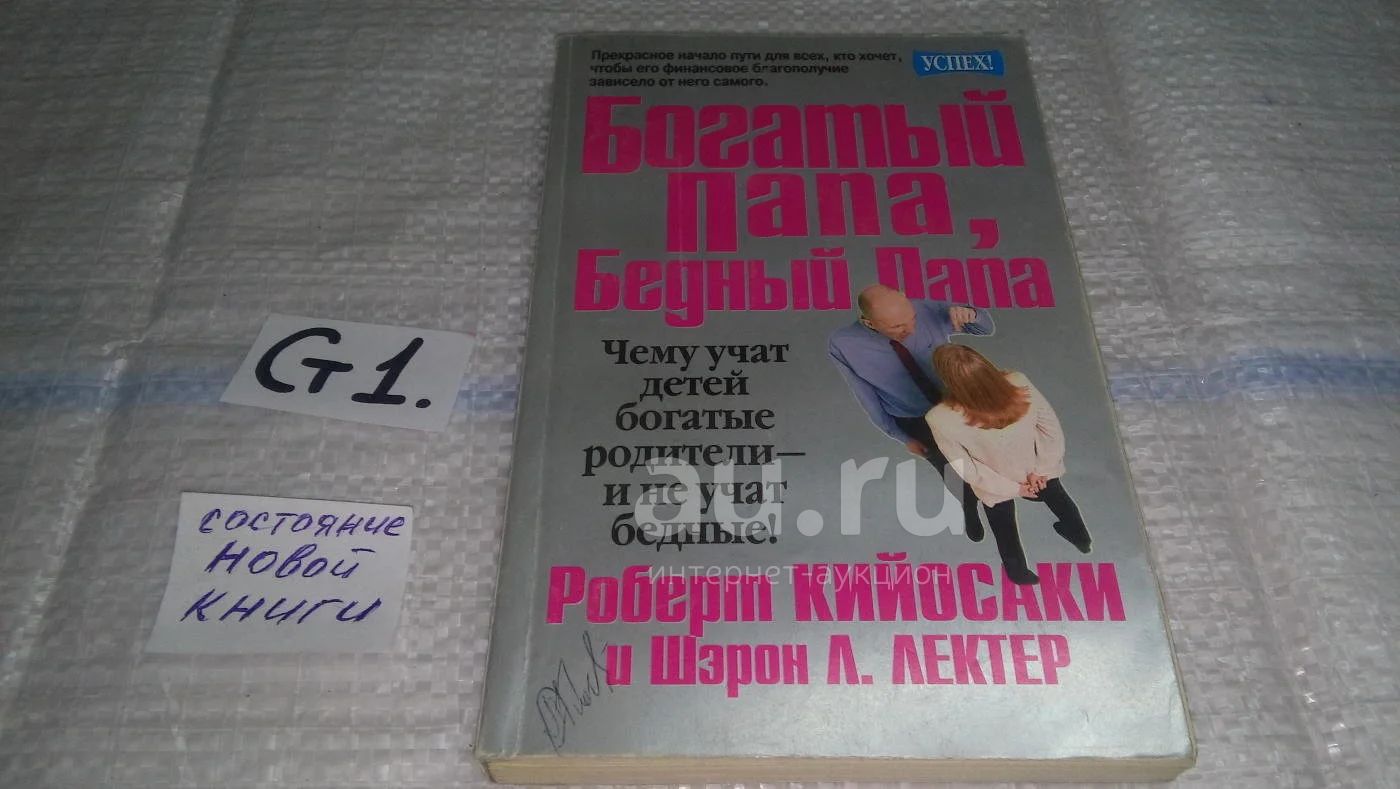 Прекрасное начало пути для всех, кто хочет,
чтобы его финансовое благополучие
зависело от него самого.
УСПЕХ!
Богатый
папа,
Бедный Папа
Чему учат
детей
богатые
родители—
и не учат
бедные!
Роберт КИЙОСАКИ
и Шэрон Л. ЛЕКТЕР
G1.
состояние
новой
книги
au.ru
интернет-аукцион